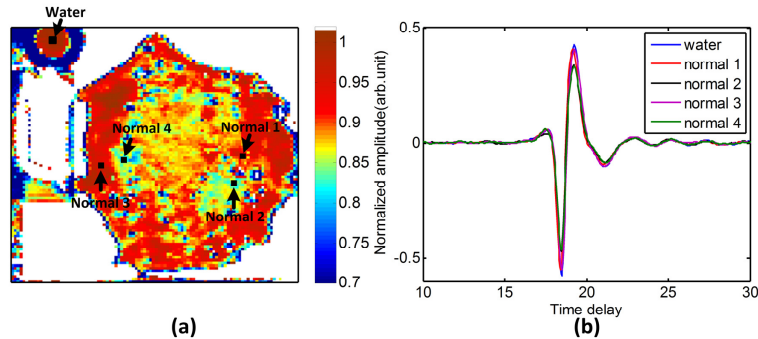 Water
Normal 4
Normal 1
Normal 3
Normal 2
1
0.95
0.9
0.85
0.8
0.75
0.7
(a)
Normalized amplitude(arb.unit)
0.5
0
-0.5
water
normal 1
normal 2
normal 3
normal 4
10
15
20
25
30
Time delay
(b)